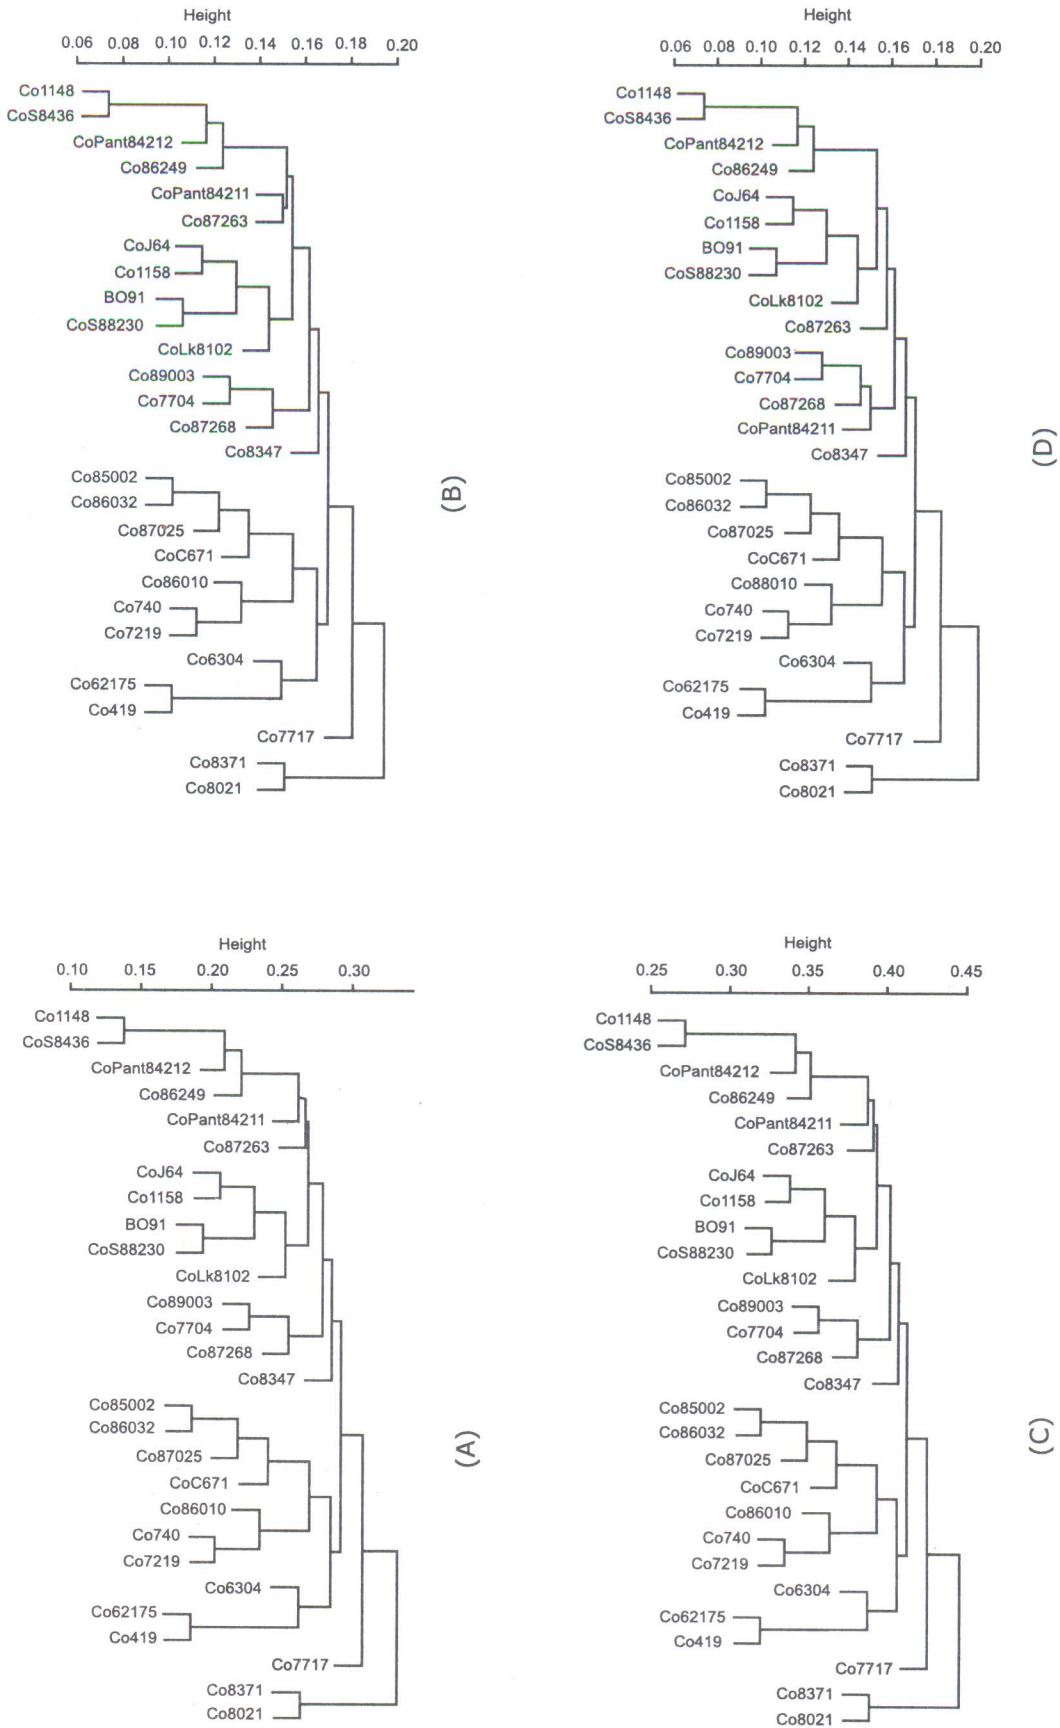 Height
0.06 0.08 0.10 0.12 0.14 0.16 0.18 0.20
Co1148
CoS8436
CoPant84212
Co86249
CoPant84211
Co87263
CoJ64
Co1158
BO91
CoS88230
CoLk8102
Co89003
Co7704
Co87268
Co8347
Co85002
Co86032
Co87025
CoC671
Co86010
Co740
Co7219
Co6304
Co62175
Co419
Co7717
Co8371
Co8021
(B)
Height
0.06 0.08 0.10 0.12 0.14 0.16 0.18 0.20
Co1148
CoS8436
CoPant84212
Co86249
CoJ64
Co1158
BO91
CoS88230
CoLk8102
Co87263
Co89003
Co7704
Co87268
CoPant84211
Co8347
Co85002
Co86032
Co87025
CoC671
Co88010
Co740
Co7219
Co6304
Co62175
Co419
Co7717
Co8371
Co8021
(D)
Height
0.10 0.15 0.20 0.25 0.30
Co1148
CoS8436
CoPant84212
Co86249
CoPant84211
Co87263
CoJ64
Co1158
BO91
CoS88230
CoLk8102
Co89003
Co7704
Co87268
Co8347
Co85002
Co86032
Co87025
CoC671
Co86010
Co740
Co7219
Co6304
Co62175
Co419
Co7717
Co8371
Co8021
(A)
Height
0.25 0.30 0.35 0.40 0.45
Co1148
CoS8436
CoPant84212
Co86249
CoPant84211
Co87263
CoJ64
Co1158
BO91
CoS88230
CoLk8102
Co89003
Co7704
Co87268
Co8347
Co85002
Co86032
Co87025
CoC671
Co86010
Co740
Co7219
Co6304
Co62175
Co419
Co7717
Co8371
Co8021
(C)